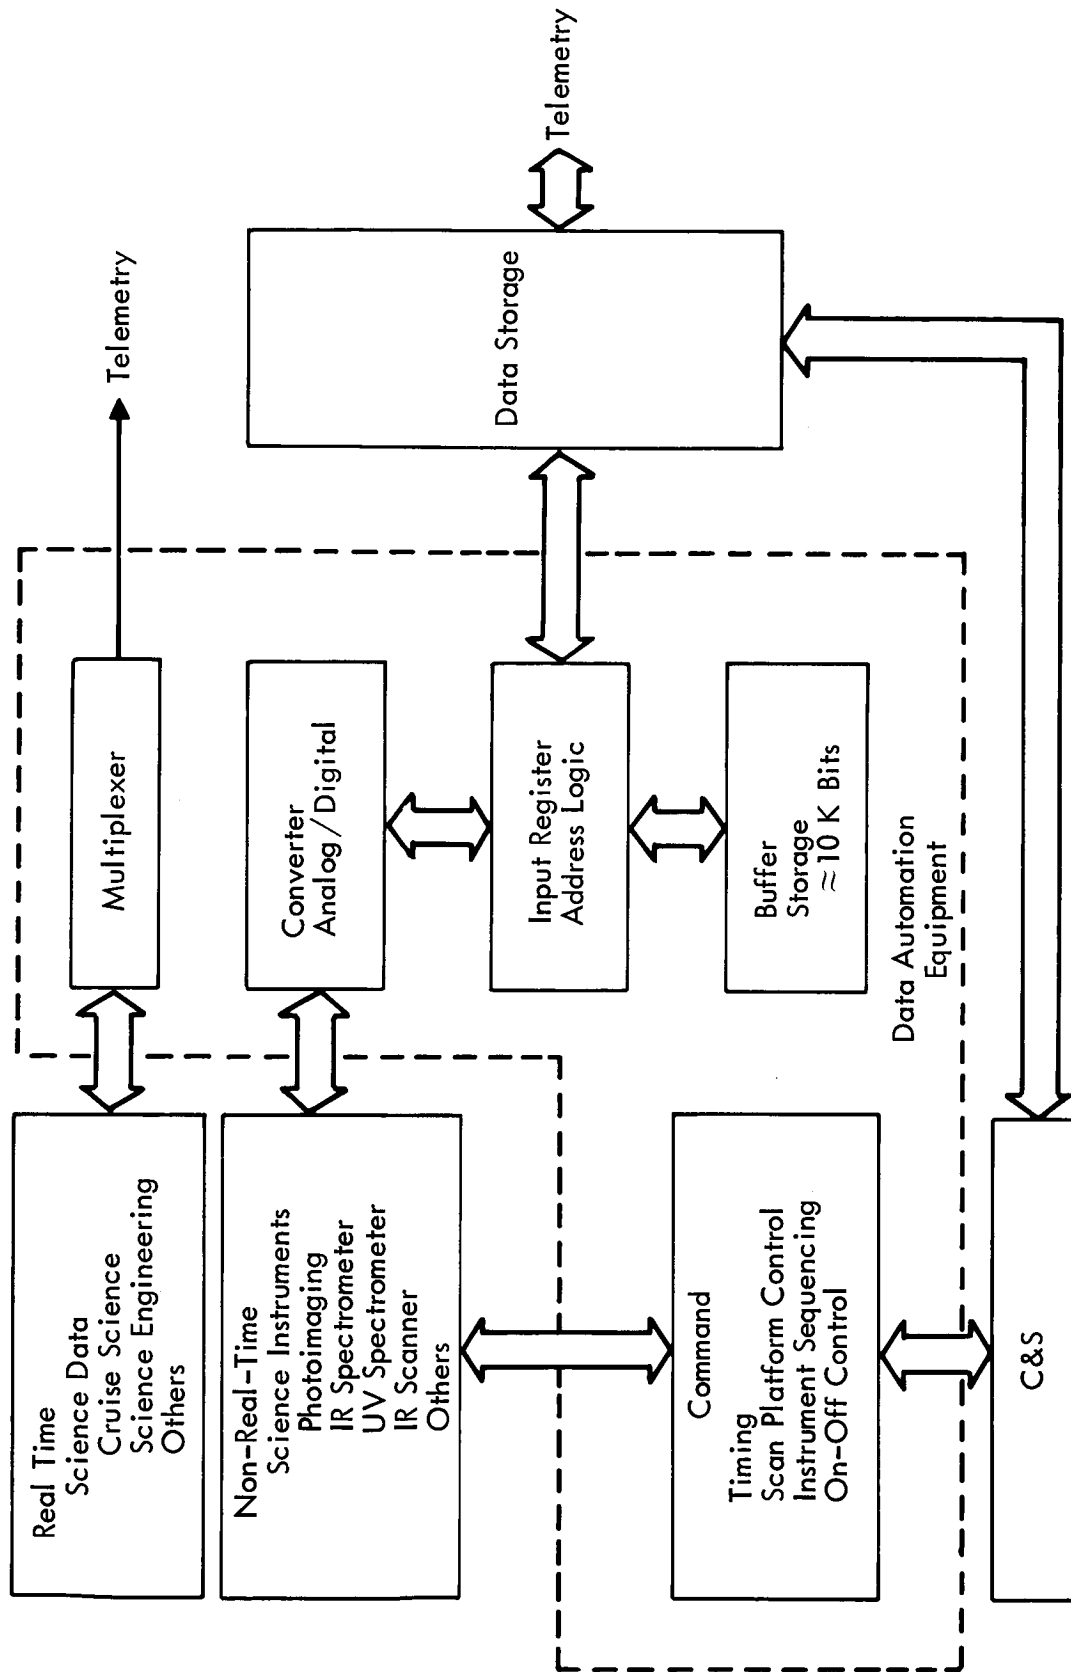 Real Time
Science Data
Cruise Science
Science Engineering
Others
Multiplexer
Telemetry
Non-Real-Time
Science Instruments
Photoimaging
IR Spectrometer
UV Spectrometer
IR Scanner
Others
Converter
Analog/Digital
Input Register
Address Logic
Data Storage
Telemetry
Buffer
Storage
≈10 K Bits
Command
Timing
Scan Platform Control
Instrument Sequencing
On-Off Control
Data Automation
Equipment
C&S